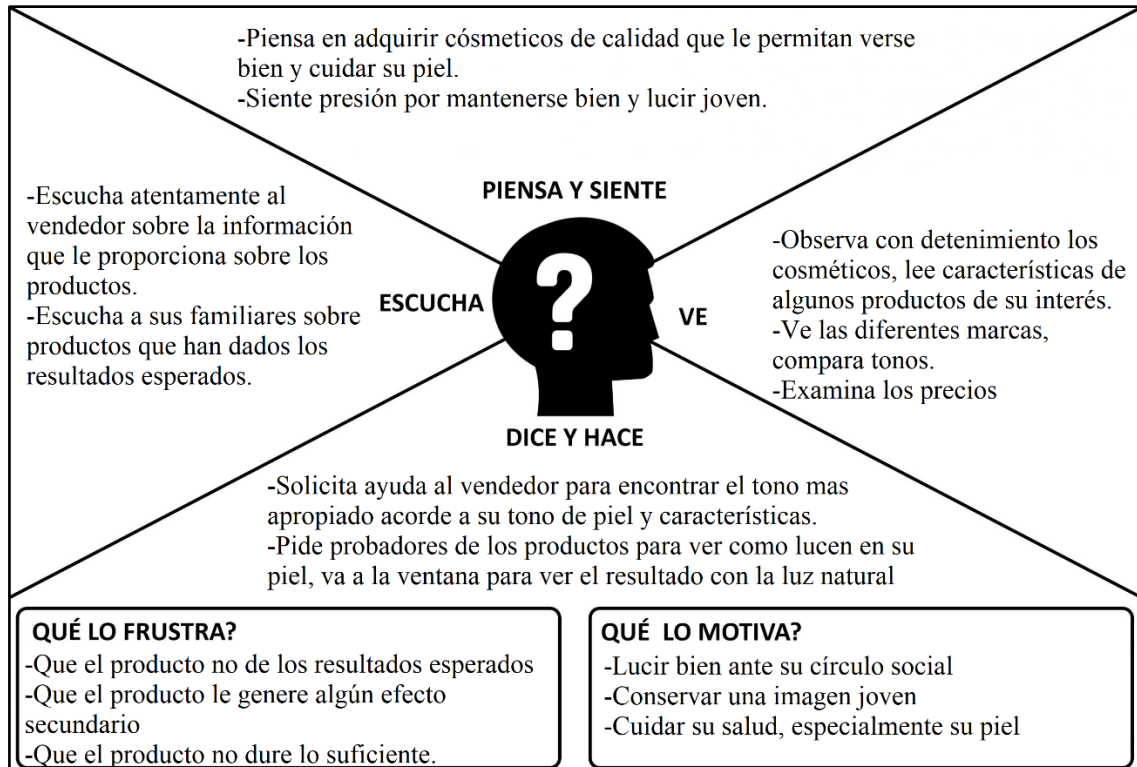 -Piensa en adquirir cósmeticos de calidad que le permitan verse
bien y cuidar su piel.
-Siente presión por mantenerse bien y lucir joven.
PIENSA Y SIENTE
-Escucha atentamente al
vendedor sobre la información
que le proporciona sobre los
productos.
-Escucha a sus familiares sobre
productos que han dados los
resultados esperados.
ESCUCHA
?
VE
-Observa con detenimiento los
cosméticos, lee características de
algunos productos de su interés.
-Ve las diferentes marcas,
compara tonos.
-Examina los precios
DICE Y HACE
-Solicita ayuda al vendedor para encontrar el tono mas
apropiado acorde a su tono de piel y características.
-Pide probadores de los productos para ver como lucen en su
piel, va a la ventana para ver el resultado con la luz natural
QUÉ LO FRUSTRA?
-Que el producto no de los resultados esperados
-Que el producto le genere algún efecto
secundario
-Que el producto no dure lo suficiente.
QUÉ LO MOTIVA?
-Lucir bien ante su círculo social
-Conservar una imagen joven
-Cuidar su salud, especialmente su piel